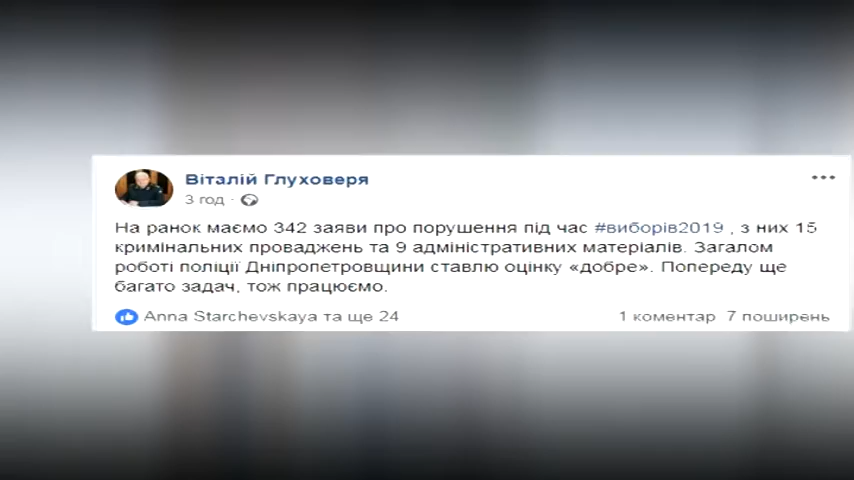 Віталій Глуховеря
3 год ·
На ранок маємо 342 заяви про порушення під час #виборів2019 , з них 15
кримінальних проваджень та 9 адміністративних матеріалів. Загалом
роботі поліції Дніпропетровщини ставлю оцінку «добре». Попереду ще
багато задач, тож працюємо.
Anna Starchevskaya та ще 24
1 коментар 7 поширень